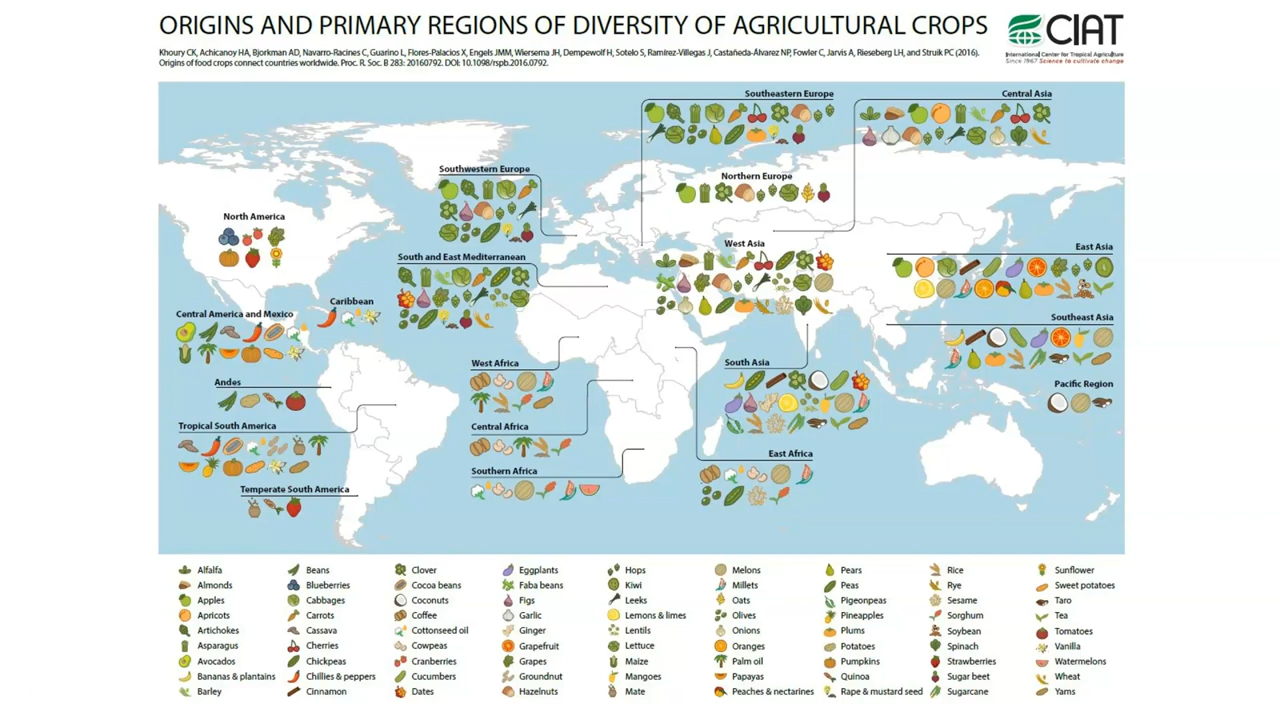 ORIGINS AND PRIMARY REGIONS OF DIVERSITY OF AGRICULTURAL CROPS
CIAT
International Center for Tropical Agriculture
Since 1967 Science to cultivate change
Khoury CK, Achicanoy HA, Bjorkman AD, Navarro-Racines C, Guarino L, Flores-Palacios X, Engels JMM, Wiersema JH, Dempewolf H, Sotelo S, Ramírez-Villegas J, Castañeda-Álvarez NP, Fowler C, Jarvis A, Rieseberg LH, and Struik PC (2016).
Origins of food crops connect countries worldwide. Proc. R. Soc. B 283: 20160792. DOI: 10.1098/rspb.2016.0792.
Southeastern Europe
Central Asia
Southwestern Europe
Northern Europe
North America
West Asia
East Asia
South and East Mediterranean
Caribbean
Central America and Mexico
Southeast Asia
West Africa
South Asia
Andes
Pacific Region
Tropical South America
Central Africa
East Africa
Southern Africa
Temperate South America
Alfalfa Beans Clover Eggplants Hops Melons Pears Rice Sunflower
Almonds Blueberries Cocoa beans Faba beans Kiwi Millets Peas Rye Sweet potatoes
Apples Cabbages Coconuts Figs Leeks Oats Pigeonpeas Sesame Taro
Apricots Carrots Coffee Garlic Lemons & limes Olives Pineapples Sorghum Tea
Artichokes Cassava Cottonseed oil Ginger Lentils Onions Plums Soybean Tomatoes
Asparagus Cherries Cowpeas Grapefruit Lettuce Oranges Potatoes Spinach Vanilla
Avocados Chickpeas Cranberries Grapes Maize Palm oil Pumpkins Strawberries Watermelons
Bananas & plantains Chillies & peppers Cucumbers Groundnut Mangoes Papayas Quinoa Sugar beet Wheat
Barley Cinnamon Dates Hazelnuts Mate Peaches & nectarines Rape & mustard seed Sugarcane Yams